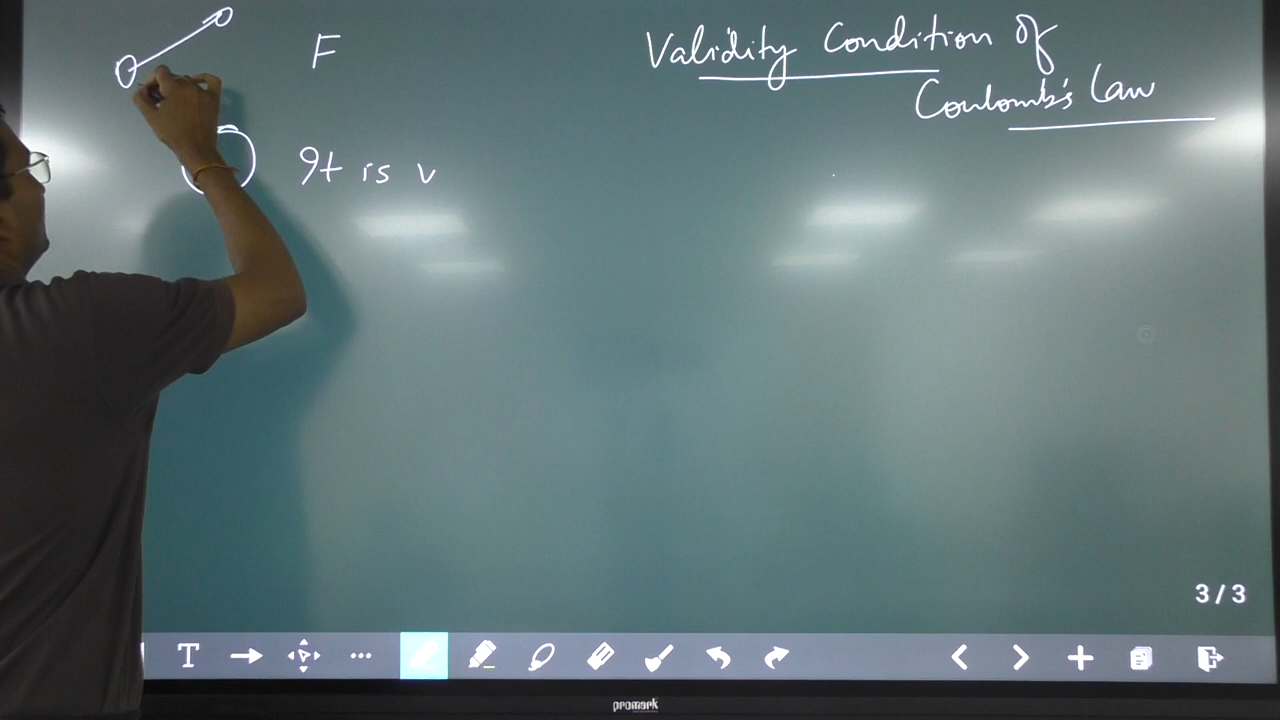 F
Validity Condition of
Coulomb's Law
It is v
3/3
T
promark